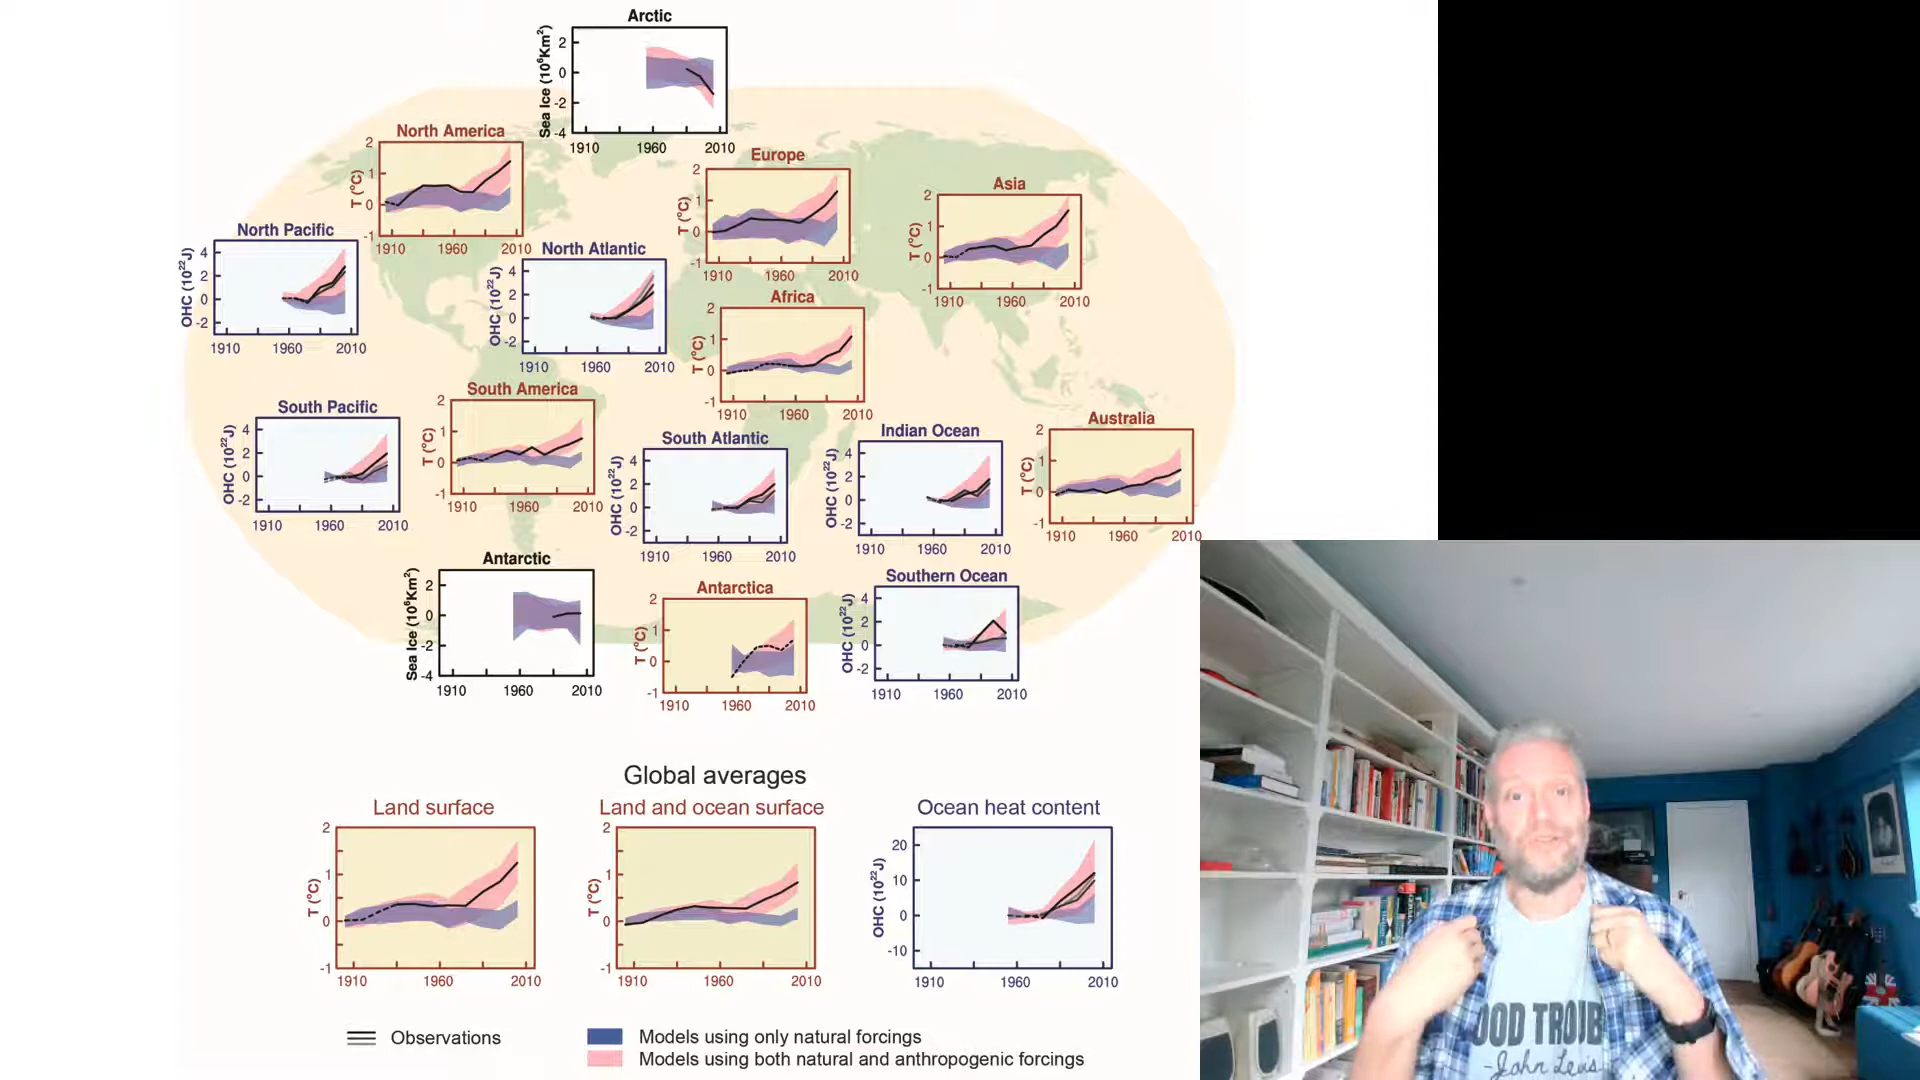 Arctic
Sea Ice (10⁶Km²)
2
0
-2
-4
1910 1960 2010
North America
T (°C)
2
1
0
-1
1910 1960 2010
Europe
T (°C)
2
1
0
-1
1910 1960 2010
Asia
T (°C)
2
1
0
-1
1910 1960 2010
North Pacific
OHC (10²²J)
4
2
0
-2
1910 1960 2010
North Atlantic
OHC (10²²J)
4
2
0
-2
1910 1960 2010
Africa
T (°C)
2
1
0
-1
1910 1960 2010
South Pacific
OHC (10²²J)
4
2
0
-2
1910 1960 2010
South America
T (°C)
2
1
0
-1
1910 1960 2010
South Atlantic
OHC (10²²J)
4
2
0
-2
1910 1960 2010
Indian Ocean
OHC (10²²J)
4
2
0
-2
1910 1960 2010
Australia
T (°C)
2
1
0
-1
1910 1960 2010
Antarctic
Sea Ice (10⁶Km²)
2
0
-2
-4
1910 1960 2010
Antarctica
T (°C)
2
1
0
-1
1910 1960 2010
Southern Ocean
OHC (10²²J)
4
2
0
-2
1910 1960 2010
Global averages
Land surface
T (°C)
2
1
0
-1
1910 1960 2010
Land and ocean surface
T (°C)
2
1
0
-1
1910 1960 2010
Ocean heat content
OHC (10²²J)
20
10
0
-10
1910 1960 2010
Observations
Models using only natural forcings
Models using both natural and anthropogenic forcings
OOD TROUB
-John Lewis